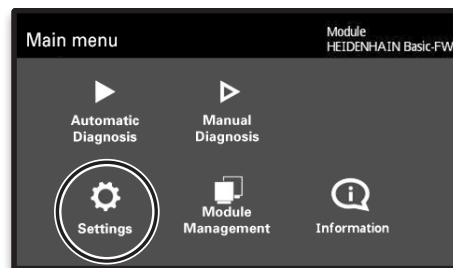 Main menu
Module
HEIDENHAIN Basic-FW
Automatic
Diagnosis
Manual
Diagnosis
Settings
Module
Management
Information